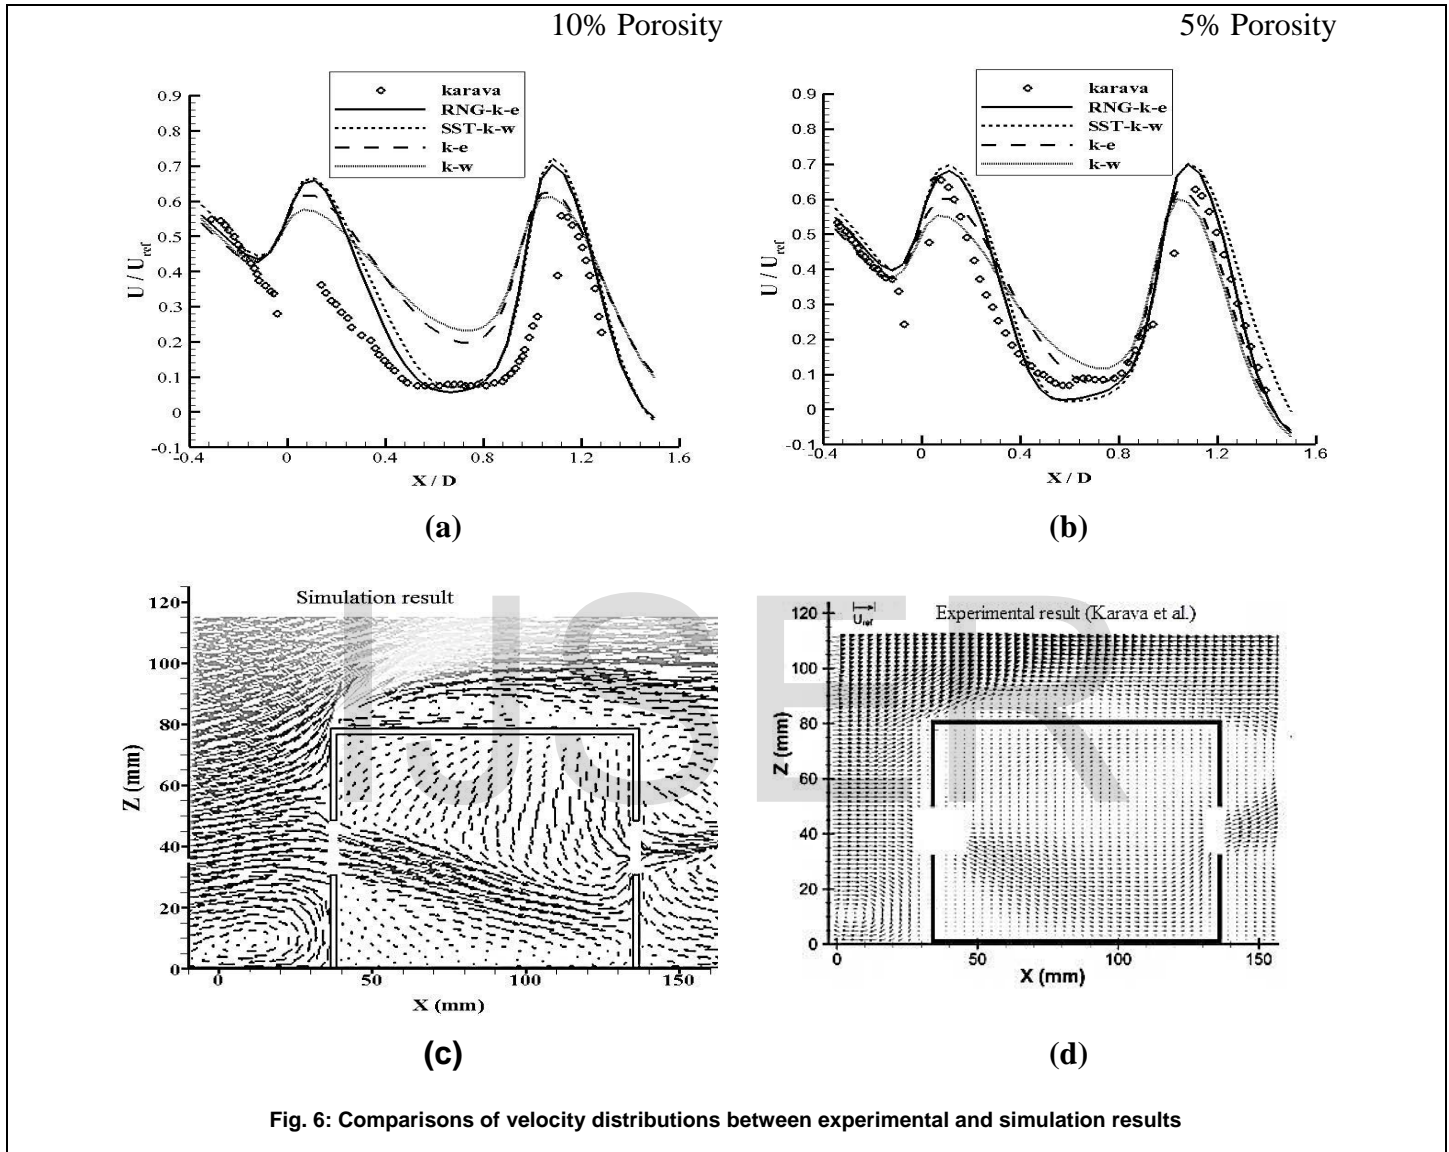 10% Porosity
5% Porosity
karava
RNG-k-e
SST-k-w
k-e
k-w
0.9
0.8
0.7
0.6
0.5
0.4
0.3
0.2
0.1
0
-0.1
U / Uref
-0.4
0
0.4
0.8
1.2
1.6
X / D
(a)
karava
RNG-k-e
SST-k-w
k-e
k-w
0.9
0.8
0.7
0.6
0.5
0.4
0.3
0.2
0.1
0
-0.1
U / Uref
-0.4
0
0.4
0.8
1.2
1.6
X / D
(b)
Simulation result
120
100
80
60
40
20
0
Z (mm)
0
50
100
150
X (mm)
(c)
Uref
Experimental result (Karava et al.)
120
100
80
60
40
20
0
Z (mm)
0
50
100
150
X (mm)
(d)
IJSER
Fig. 6: Comparisons of velocity distributions between experimental and simulation results